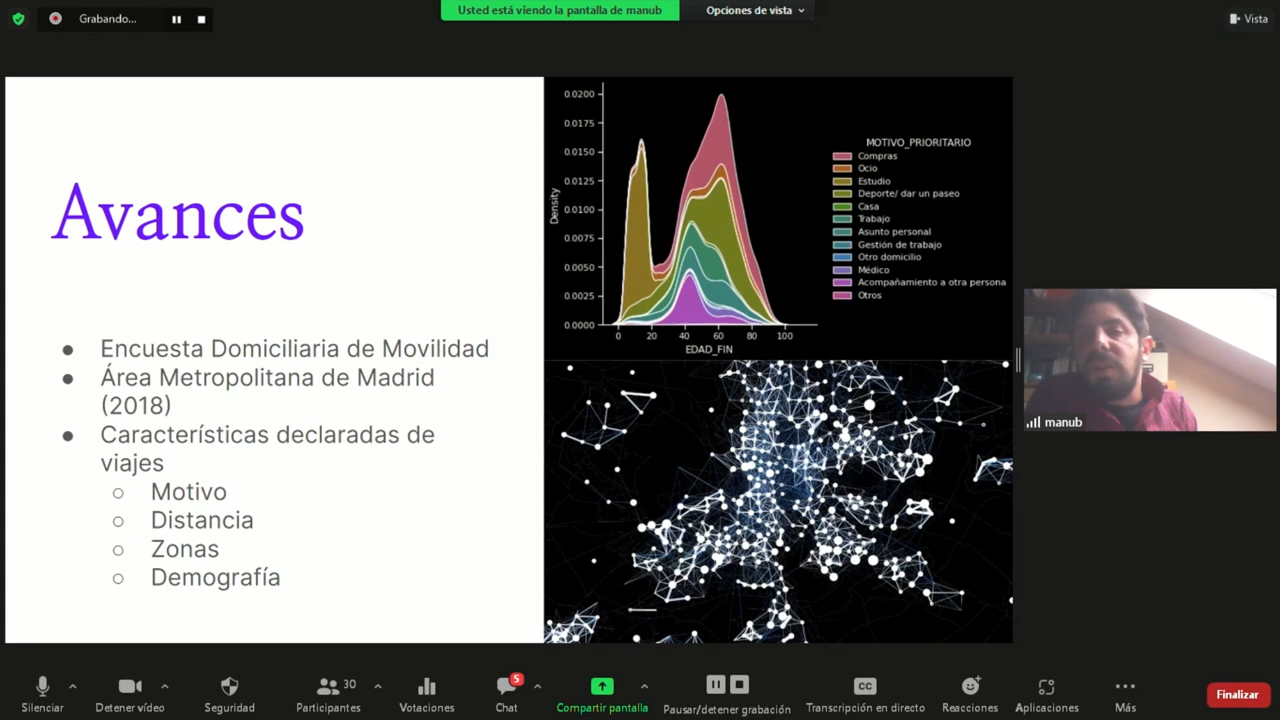 Grabando...
Usted está viendo la pantalla de manub
Opciones de vista
Vista
Avances
● Encuesta Domiciliaria de Movilidad
● Área Metropolitana de Madrid
(2018)
● Características declaradas de
viajes
○ Motivo
○ Distancia
○ Zonas
○ Demografía
0.0200
0.0175
0.0150
0.0125
0.0100
0.0075
0.0050
0.0025
0.0000
Density
0 20 40 60 80 100
EDAD_FIN
MOTIVO_PRIORITARIO
Compras
Ocio
Estudio
Deporte/ dar un paseo
Casa
Trabajo
Asunto personal
Gestión de trabajo
Otro domicilio
Médico
Acompañamiento a otra persona
Otros
manub
Silenciar
Detener vídeo
Seguridad
30
Participantes
Votaciones
5
Chat
Compartir pantalla
Pausar/detener grabación
CC
Transcripción en directo
Reacciones
Aplicaciones
Más
Finalizar